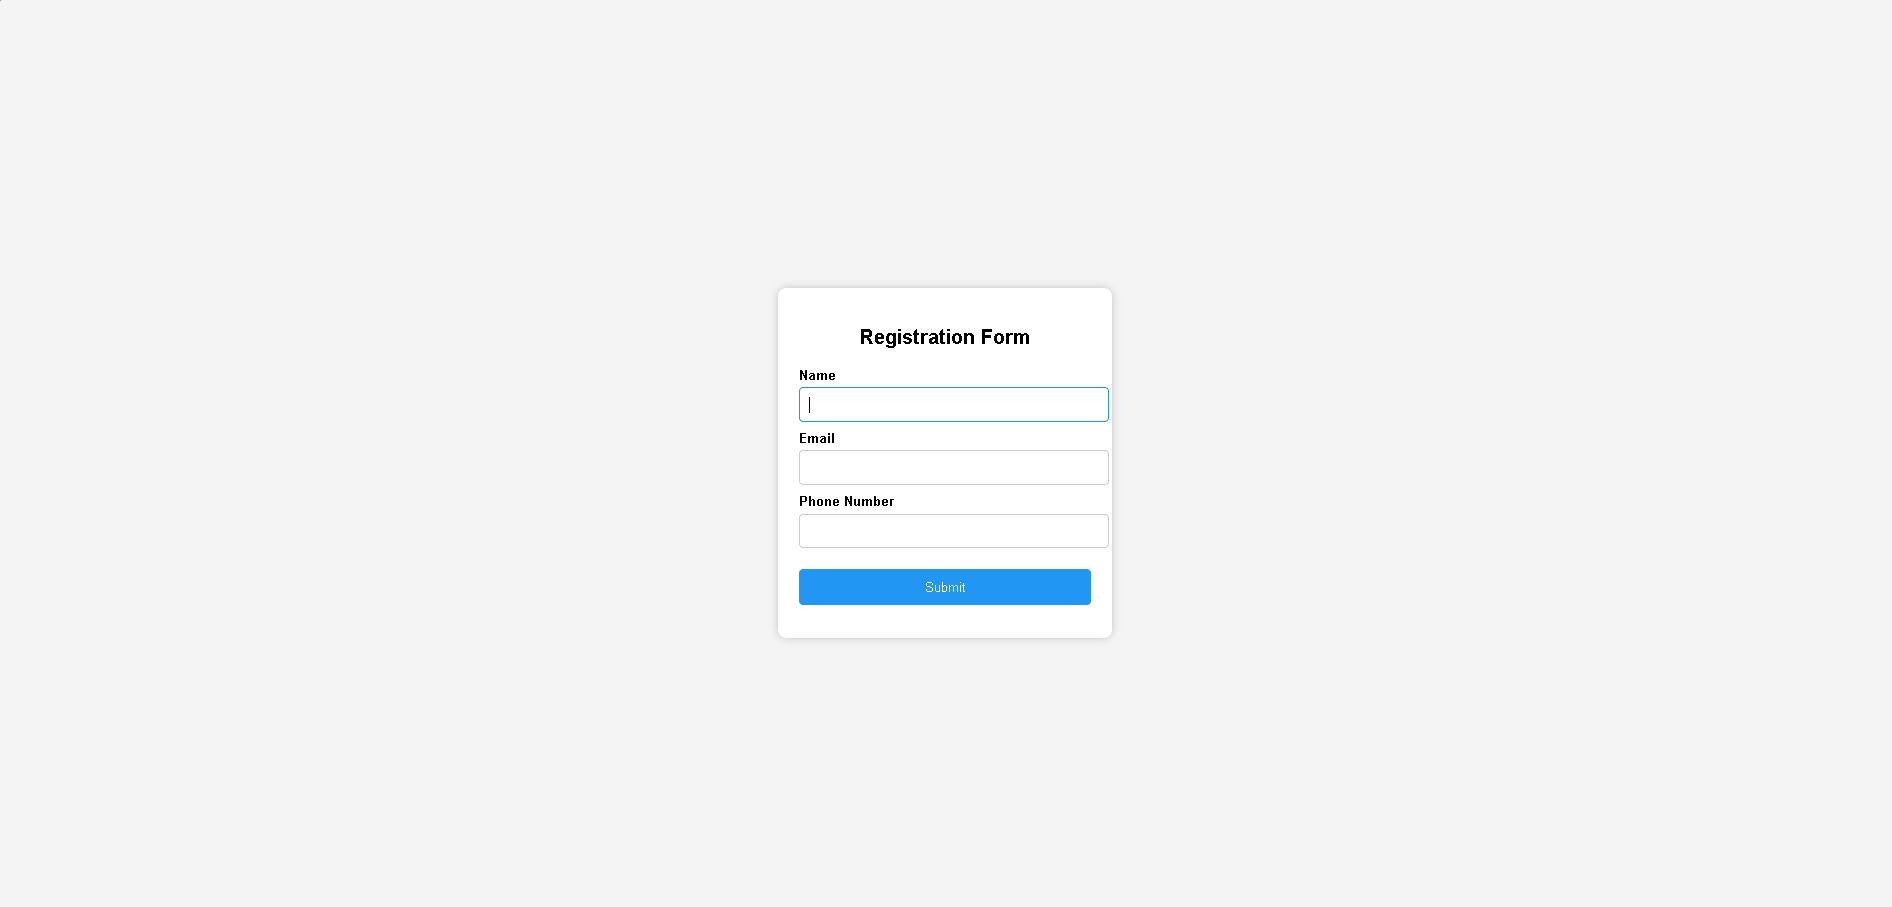 Registration Form
Name
Email
Phone Number
Submit